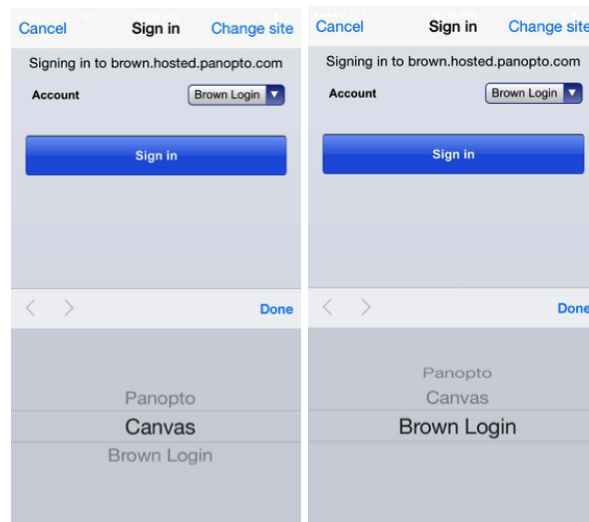 Cancel Sign in Change site
Signing in to brown.hosted.panopto.com
Account Brown Login
Sign in
Done
Panopto
Canvas
Brown Login
Cancel Sign in Change site
Signing in to brown.hosted.panopto.com
Account Brown Login
Sign in
Done
Panopto
Canvas
Brown Login